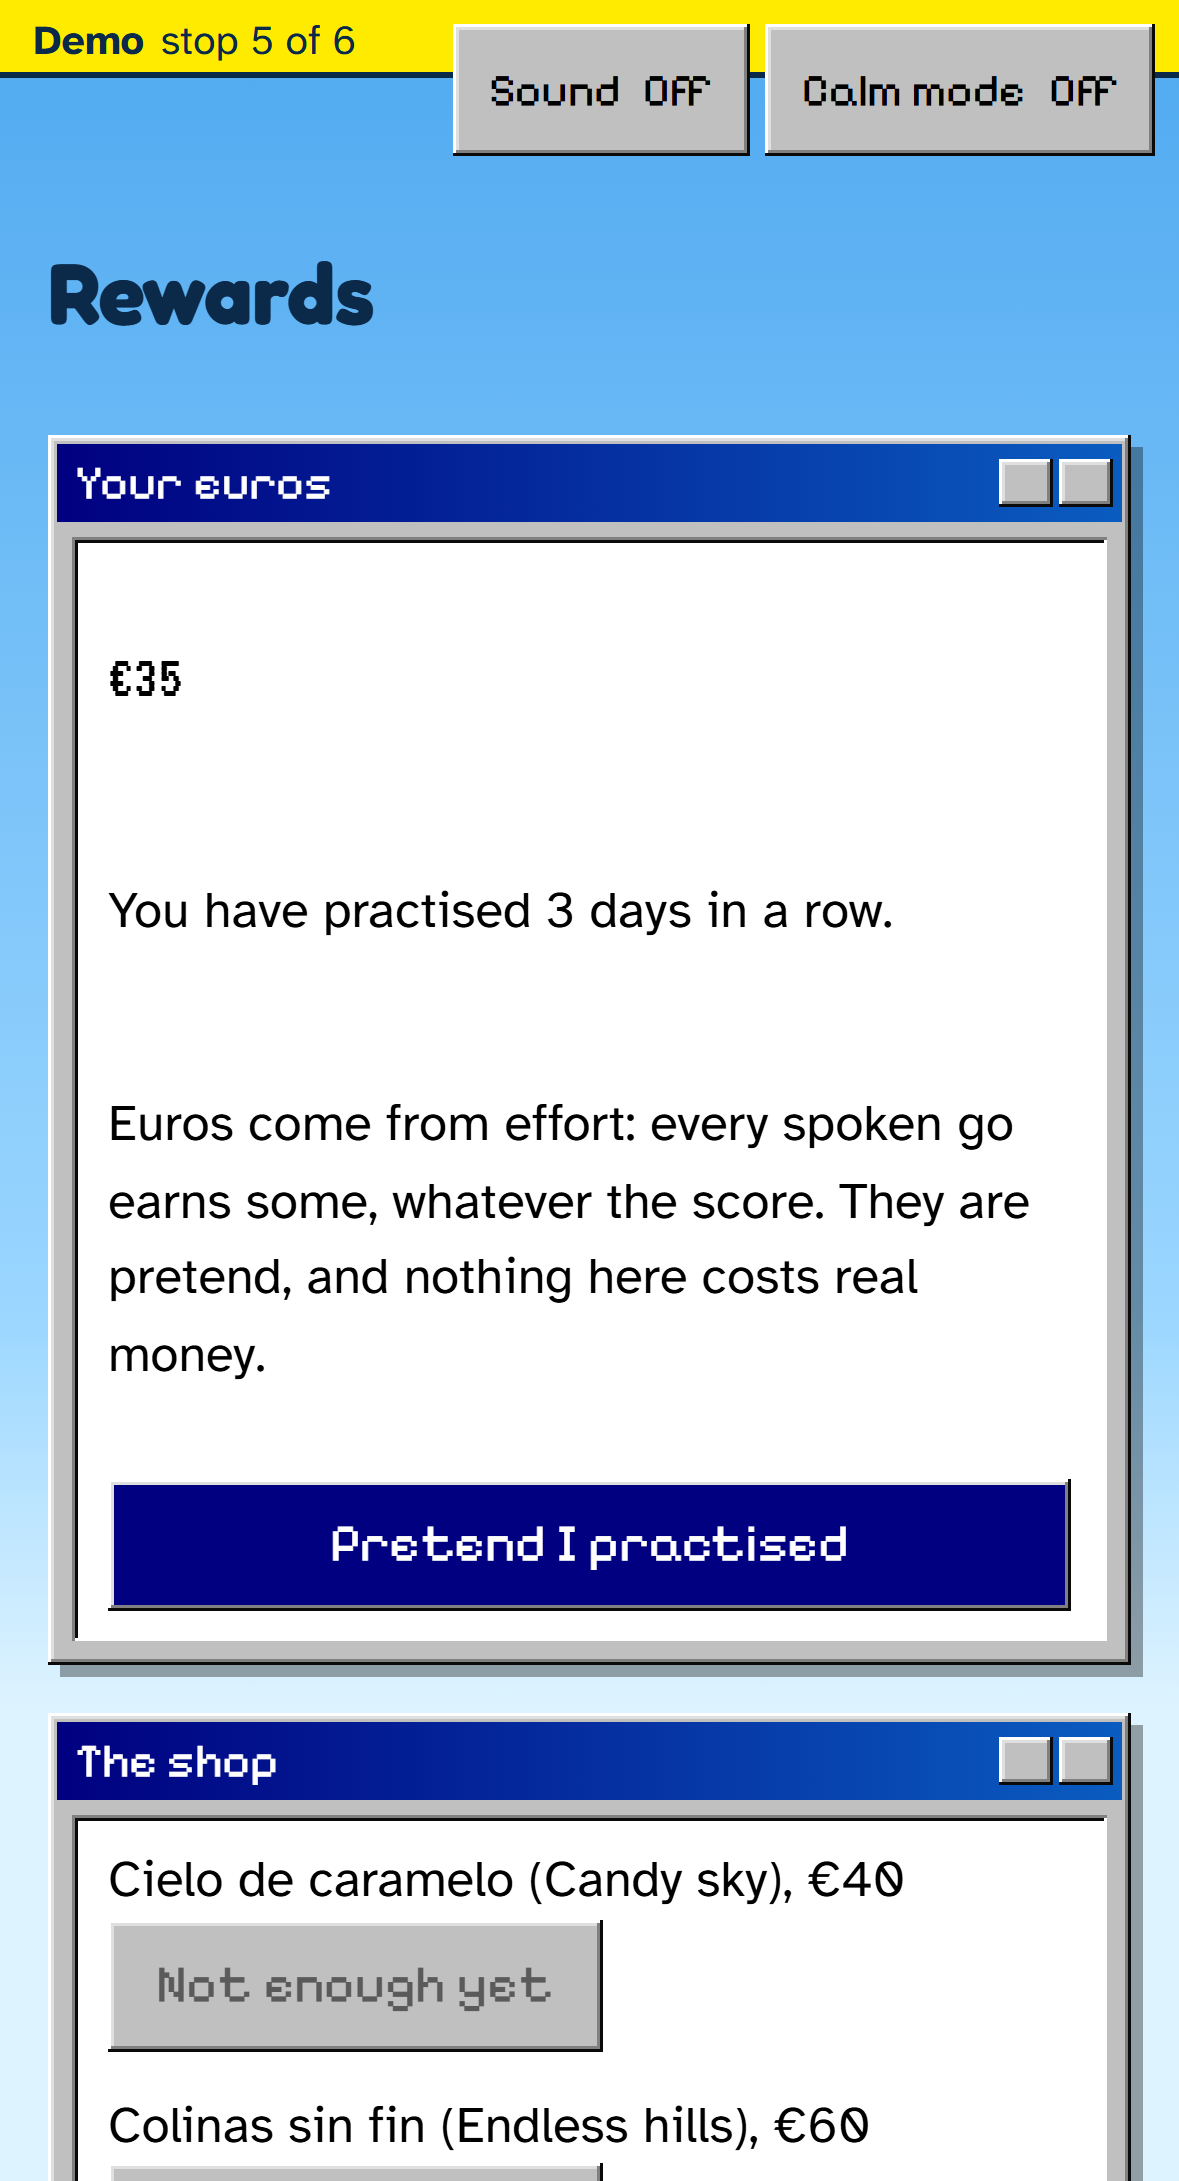 Demo stop 5 of 6
Sound Off
Calm mode Off
Rewards
Your euros
€35
You have practised 3 days in a row.
Euros come from effort: every spoken go
earns some, whatever the score. They are
pretend, and nothing here costs real
money.
Pretend I practised
The shop
Cielo de caramelo (Candy sky), €40
Not enough yet
Colinas sin fin (Endless hills), €60